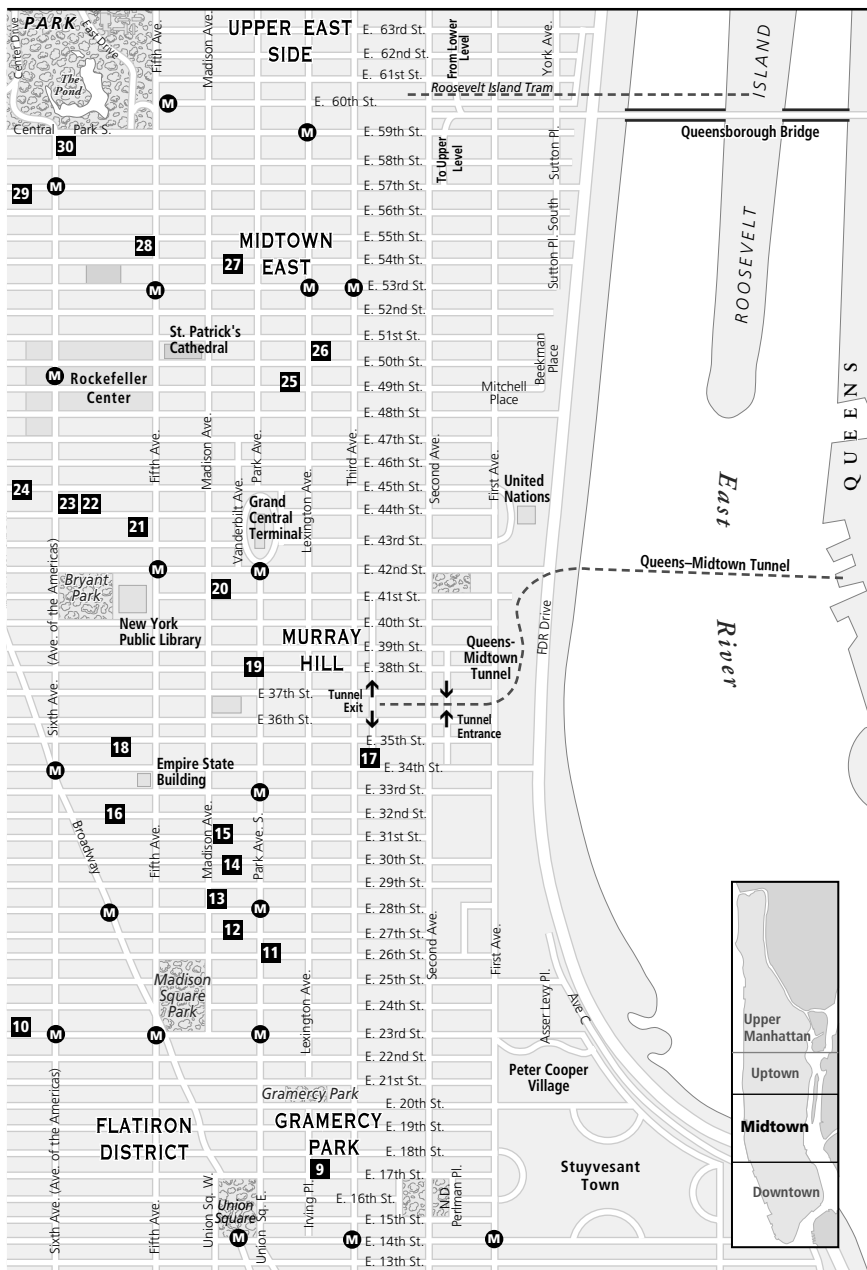 PARK
Center Drive
East Drive
The
Pond
Fifth Ave.
Madison Ave.
UPPER EAST
SIDE
E. 63rd St.
E. 62nd St.
E. 61st St.
From Lower
Level
York Ave.
ISLAND
Roosevelt Island Tram
E. 60th St.
M
Central Park S.
M
E. 59th St.
Queensborough Bridge
30
E. 58th St.
To Upper
Level
Sutton Pl.
29
M
E. 57th St.
E. 56th St.
Sutton Pl. South
ROOSEVELT
28
MIDTOWN
EAST
27
E. 55th St.
E. 54th St.
M
M
M
E. 53rd St.
E. 52nd St.
St. Patrick's
Cathedral
E. 51st St.
26
E. 50th St.
Beekman
Place
M
Rockefeller
Center
25
E. 49th St.
Mitchell
Place
E. 48th St.
QUEENS
Fifth Ave.
Madison Ave.
Vanderbilt Ave.
Park Ave.
Lexington Ave.
Third Ave.
E. 47th St.
E. 46th St.
Second Ave.
First Ave.
24
E. 45th St.
United
Nations
East
River
23
22
Grand
Central
Terminal
E. 44th St.
21
E. 43rd St.
M
M
E. 42nd St.
Queens–Midtown Tunnel
Bryant
Park
20
E. 41st St.
New York
Public Library
E. 40th St.
Sixth Ave. (Ave. of the Americas)
MURRAY
HILL
E. 39th St.
E. 38th St.
Queens-
Midtown
Tunnel
FDR Drive
19
E 37th St.
Tunnel
Exit
E 36th St.
Tunnel
Entrance
18
E. 35th St.
17
M
Empire State
Building
E. 34th St.
M
E. 33rd St.
16
E. 32nd St.
Broadway
Fifth Ave.
Madison Ave.
Park Ave. S.
15
E. 31st St.
14
E. 30th St.
E. 29th St.
13
M
M
E. 28th St.
12
E. 27th St.
11
E. 26th St.
Second Ave.
First Ave.
Madison
Square
Park
Lexington Ave.
E. 25th St.
E. 24th St.
Asser Levy Pl.
Ave C
10
M
M
M
E. 23rd St.
E. 22nd St.
E. 21st St.
Peter Cooper
Village
Gramercy Park
E. 20th St.
Sixth Ave. (Ave. of the Americas)
FLATIRON
DISTRICT
GRAMERCY
PARK
E. 19th St.
E. 18th St.
9
E. 17th St.
Stuyvesant
Town
Fifth Ave.
Union Sq. W.
Union
Square
Union Sq. E.
Irving Pl.
E. 16th St.
N.D.
Perlman Pl.
E. 15th St.
M
M
M
E. 14th St.
E. 13th St.
Upper
Manhattan
Uptown
Midtown
Downtown